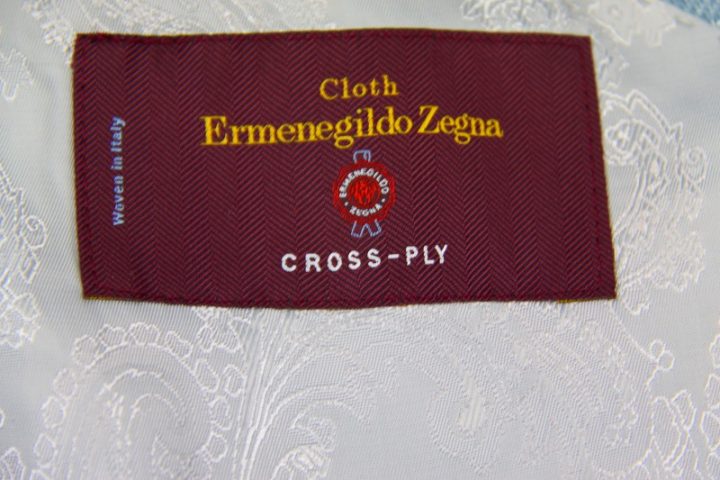 Cloth
Ermenegildo Zegna
ERMENEGILDO
ZEGNA
CROSS-PLY
Woven in Italy